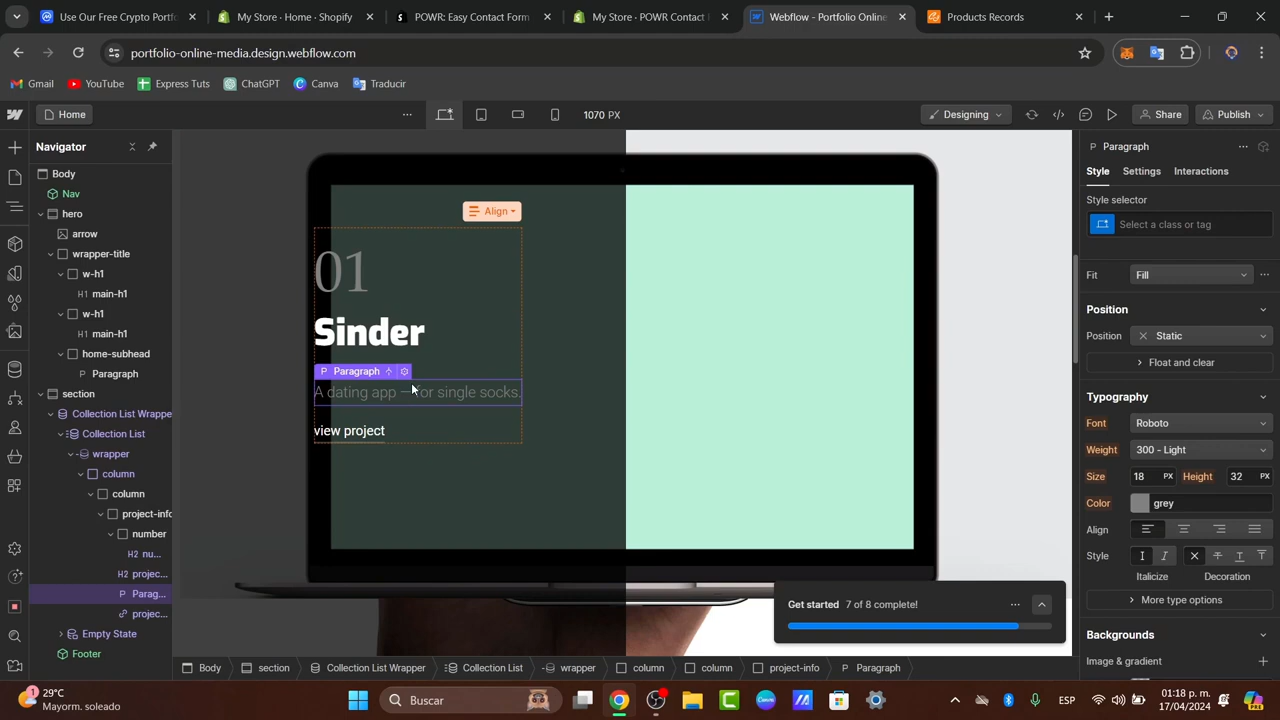 Use Our Free Crypto Portfo
My Store · Home · Shopify
POWR: Easy Contact Form
My Store · POWR Contact
Webflow - Portfolio Online
Products Records
portfolio-online-media.design.webflow.com
Gmail
YouTube
Express Tuts
ChatGPT
Canva
Traducir
Home
1070 PX
Designing
Share
Publish
Navigator
Body
Nav
hero
arrow
wrapper-title
w-h1
H1 main-h1
w-h1
H1 main-h1
home-subhead
P Paragraph
section
Collection List Wrappe
Collection List
wrapper
column
column
project-info
number
H2 nu...
H2 projec...
P Parag...
projec...
Empty State
Footer
Align
01
Sinder
P Paragraph
A dating app — for single socks.
view project
Get started 7 of 8 complete!
P Paragraph
Style
Settings
Interactions
Style selector
Select a class or tag
Fit
Fill
Position
Position
Static
Float and clear
Typography
Font
Roboto
Weight
300 - Light
Size
18 PX
Height
32 PX
Color
grey
Align
Style
Italicize
Decoration
More type options
Backgrounds
Image & gradient
Body
section
Collection List Wrapper
Collection List
wrapper
column
column
project-info
P Paragraph
1
29°C
Mayorm. soleado
Buscar
ESP
01:18 p. m.
17/04/2024